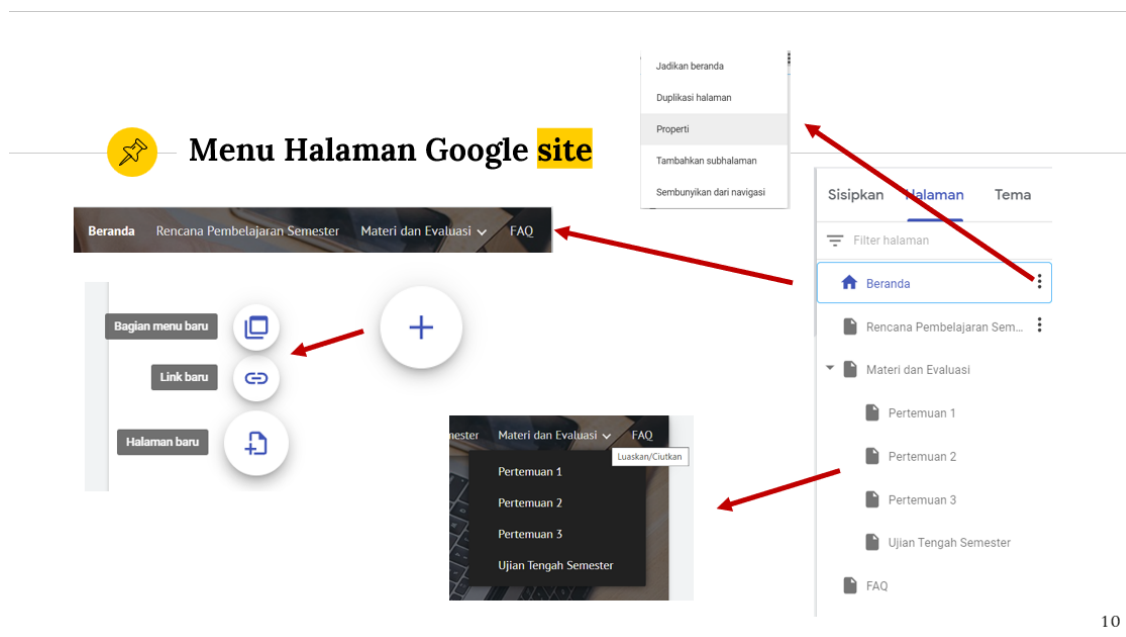 Jadikan beranda
Duplikasi halaman
Properti
Tambahkan subhalaman
Sembunyikan dari navigasi
Menu Halaman Google site
Beranda Rencana Pembelajaran Semester Materi dan Evaluasi FAQ
Bagian menu baru
Link baru
Halaman baru
mester Materi dan Evaluasi FAQ
Luaskan/Ciutkan
Pertemuan 1
Pertemuan 2
Pertemuan 3
Ujian Tengah Semester
Sisipkan Halaman Tema
Filter halaman
Beranda
Rencana Pembelajaran Sem...
Materi dan Evaluasi
Pertemuan 1
Pertemuan 2
Pertemuan 3
Ujian Tengah Semester
FAQ
10